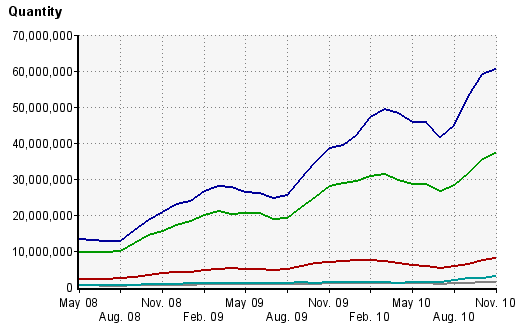 Quantity
70,000,000
60,000,000
50,000,000
40,000,000
30,000,000
20,000,000
10,000,000
0
May 08 Nov. 08 May 09 Nov. 09 May 10 Nov. 10
Aug. 08 Feb. 09 Aug. 09 Feb. 10 Aug. 10